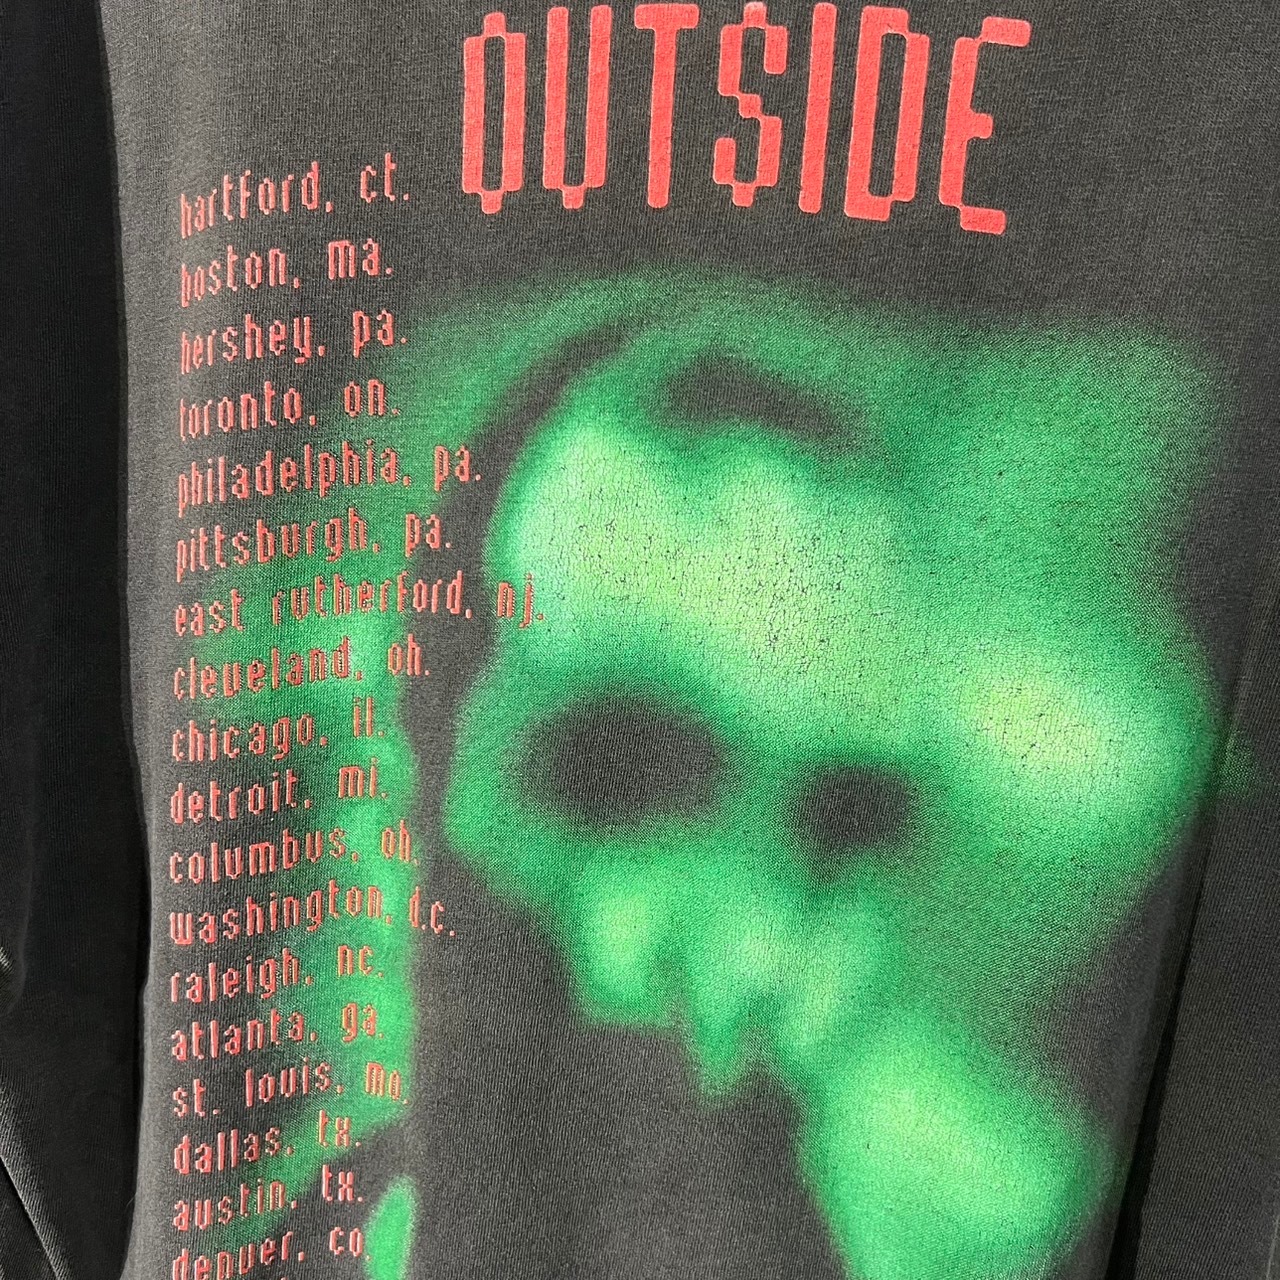 OUTSIDE
hartford, ct.
boston, ma.
hershey, pa.
toronto, on.
philadelphia, pa.
pittsburgh, pa.
east rutherford, nj.
cleveland, oh.
chicago, il.
detroit, mi.
columbus, oh.
washington, d.c.
raleigh, nc.
atlanta, ga.
st. louis, mo.
dallas, tx.
austin, tx.
denver, co.